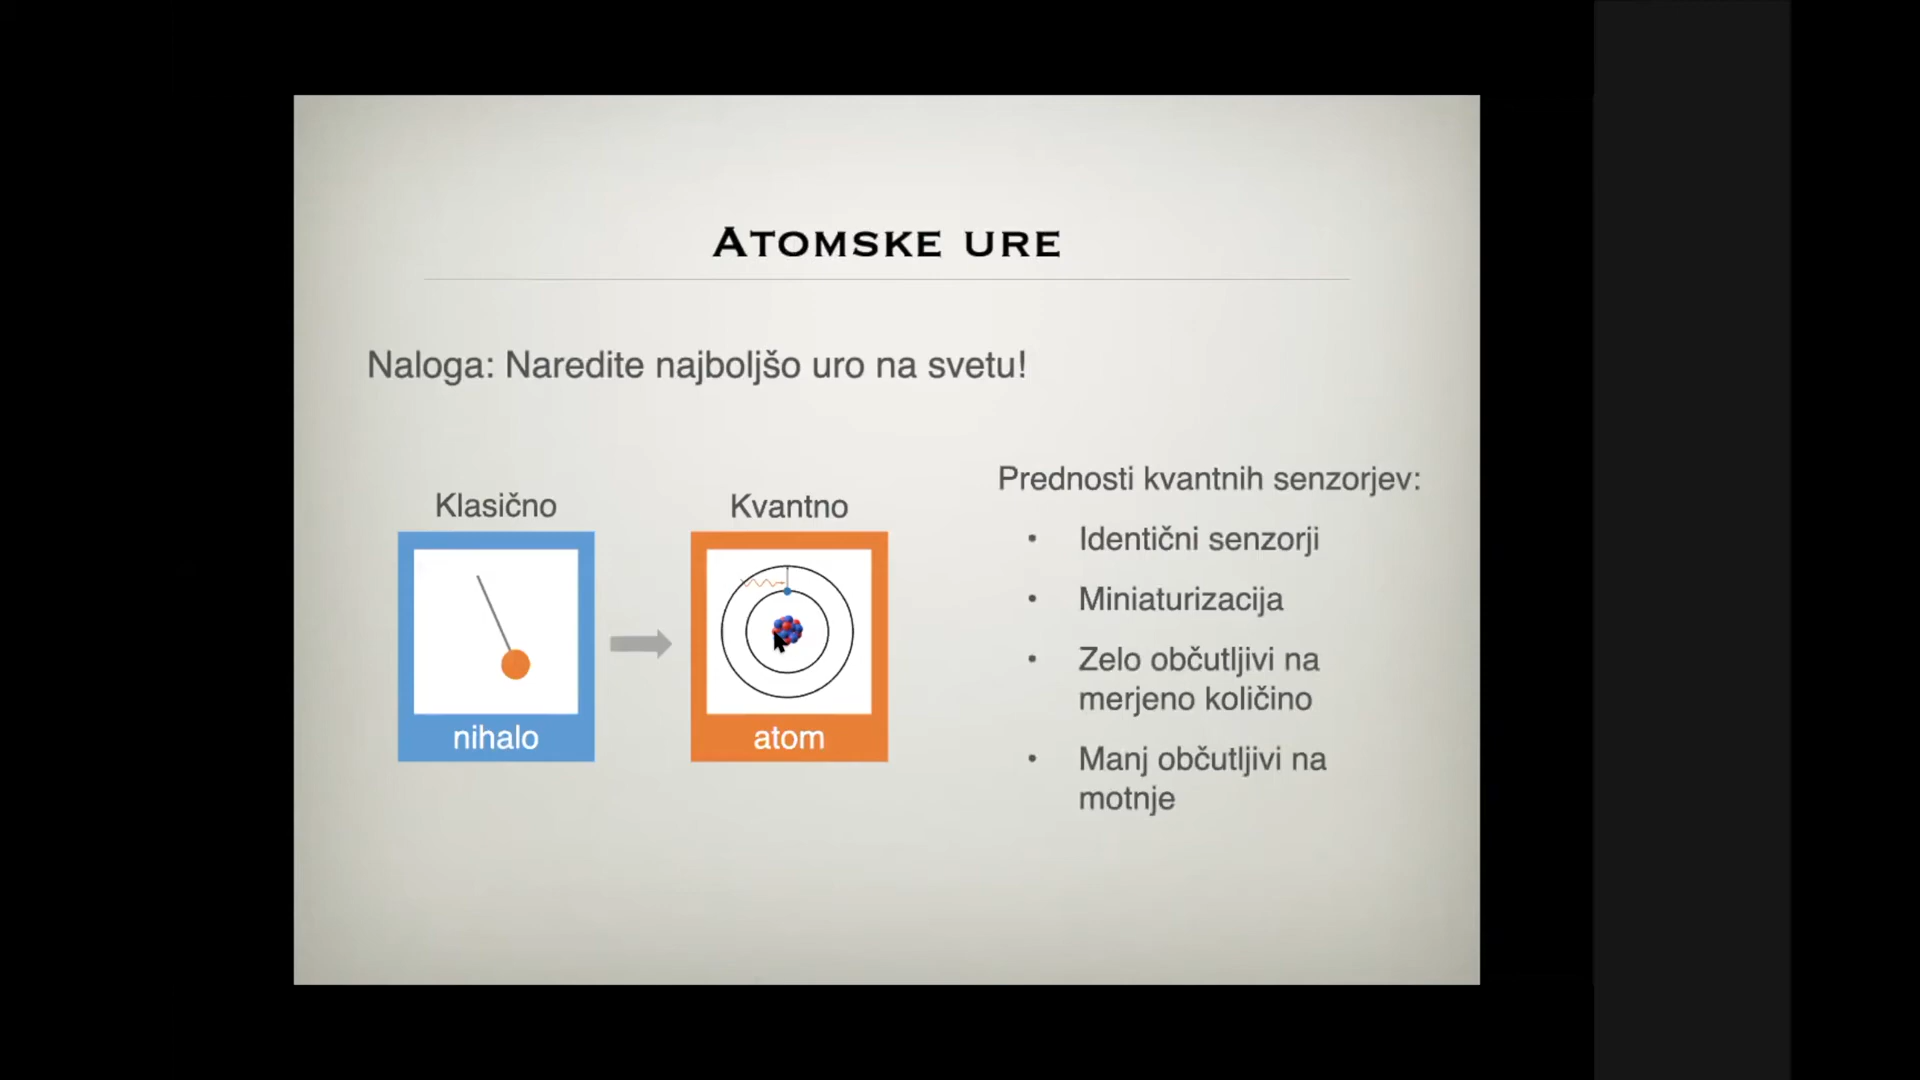 Atomske ure
Naloga: Naredite najboljšo uro na svetu!
Klasično
nihalo
Kvantno
atom
Prednosti kvantnih senzorjev:
• Identični senzorji
• Miniaturizacija
• Zelo občutljivi na
merjeno količino
• Manj občutljivi na
motnje